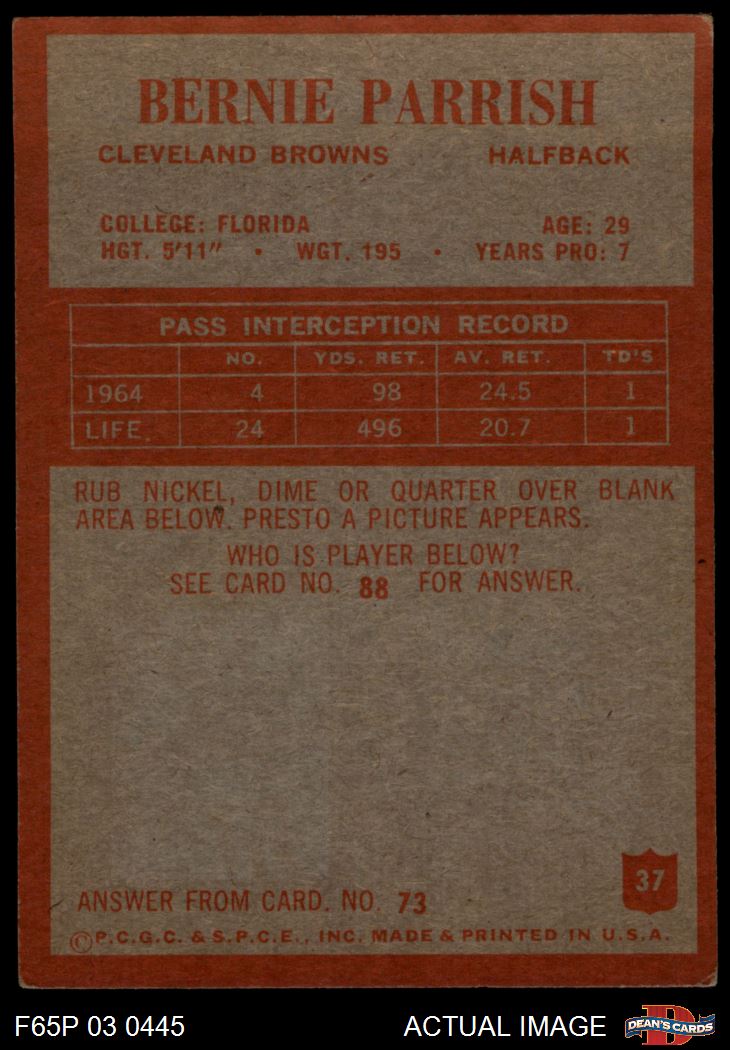 BERNIE PARRISH
CLEVELAND BROWNS HALFBACK
COLLEGE: FLORIDA AGE: 29
HGT. 5'11" • WGT. 195 • YEARS PRO: 7
PASS INTERCEPTION RECORD
NO. YDS. RET. AV. RET. TD'S
1964 4 98 24.5 1
LIFE. 24 496 20.7 1
RUB NICKEL, DIME OR QUARTER OVER BLANK
AREA BELOW. PRESTO A PICTURE APPEARS.
WHO IS PLAYER BELOW?
SEE CARD NO. 88 FOR ANSWER.
37
ANSWER FROM CARD. NO. 73
©P.C.G.C. & S.P.C.E., INC. MADE & PRINTED IN U.S.A.
F65P 03 0445 ACTUAL IMAGE D DEAN'S CARDS